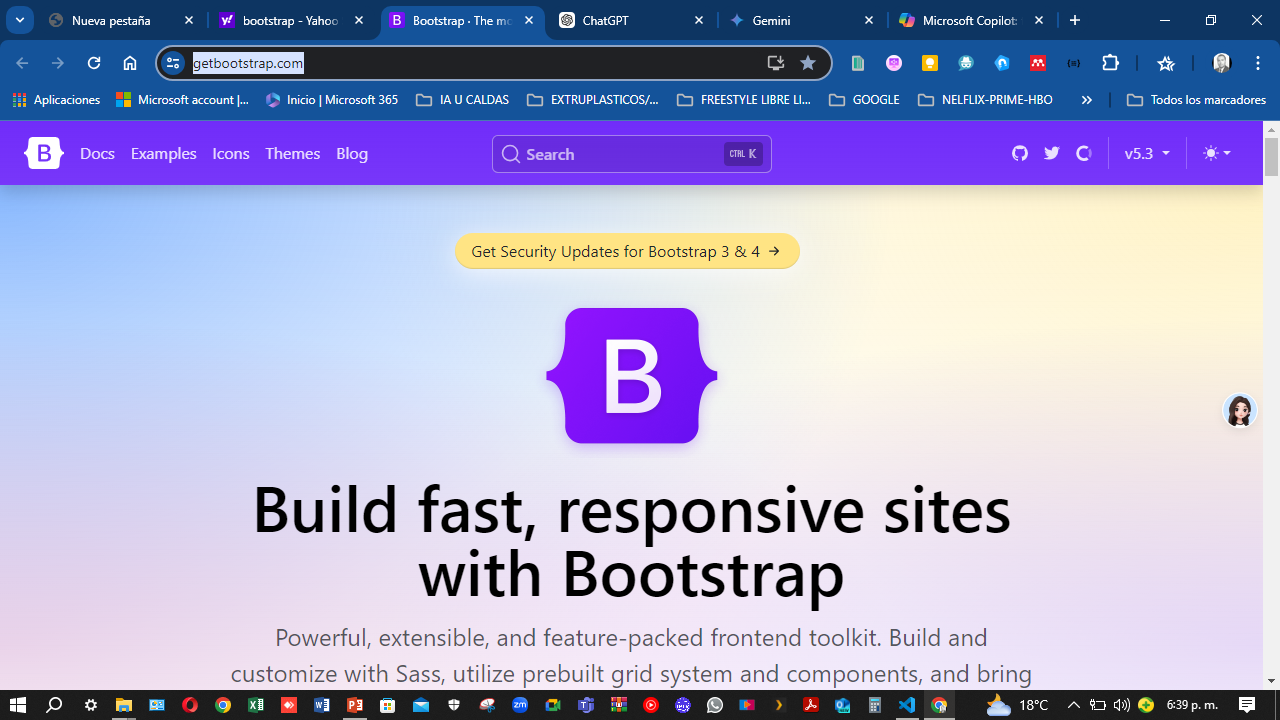 Nueva pestaña
bootstrap - Yahoo
Bootstrap · The mo
ChatGPT
Gemini
Microsoft Copilot:
getbootstrap.com
Aplicaciones
Microsoft account |...
Inicio | Microsoft 365
IA U CALDAS
EXTRUPLASTICOS/...
FREESTYLE LIBRE LI...
GOOGLE
NELFLIX-PRIME-HBO
»
Todos los marcadores
B
Docs
Examples
Icons
Themes
Blog
Search
CTRL K
v5.3
Get Security Updates for Bootstrap 3 & 4 →
B
Build fast, responsive sites
with Bootstrap
Powerful, extensible, and feature-packed frontend toolkit. Build and
customize with Sass, utilize prebuilt grid system and components, and bring
18°C
6:39 p. m.